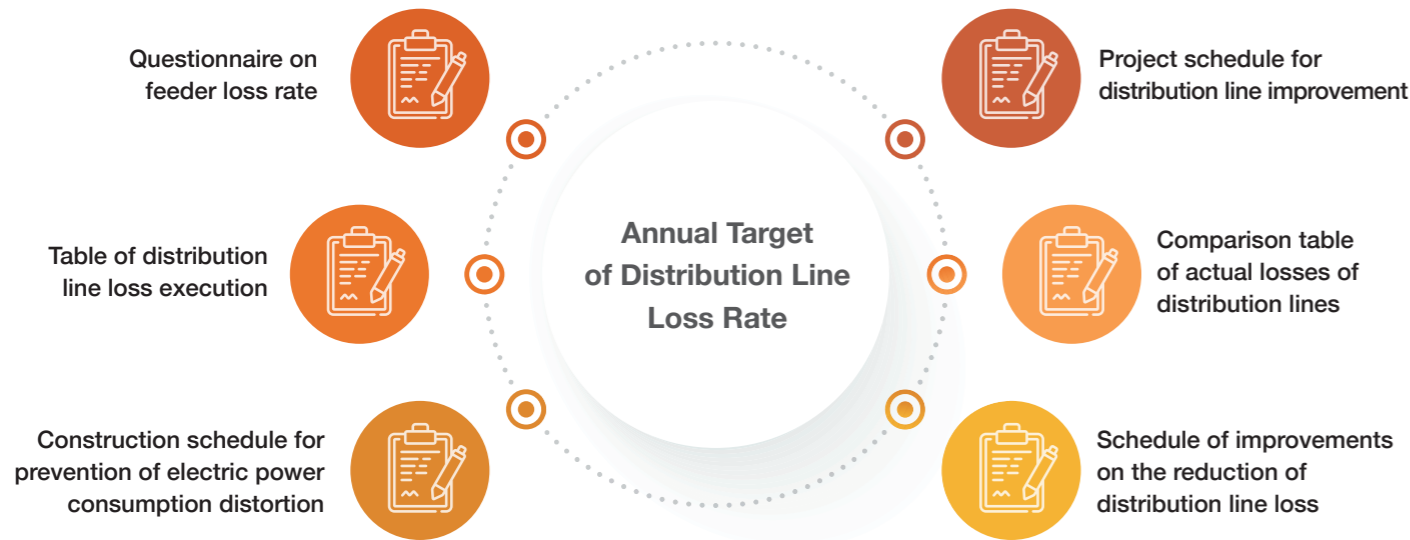 Questionnaire on
feeder loss rate
Table of distribution
line loss execution
Construction schedule for
prevention of electric power
consumption distortion
Annual Target
of Distribution Line
Loss Rate
Project schedule for
distribution line improvement
Comparison table
of actual losses of
distribution lines
Schedule of improvements
on the reduction of
distribution line loss